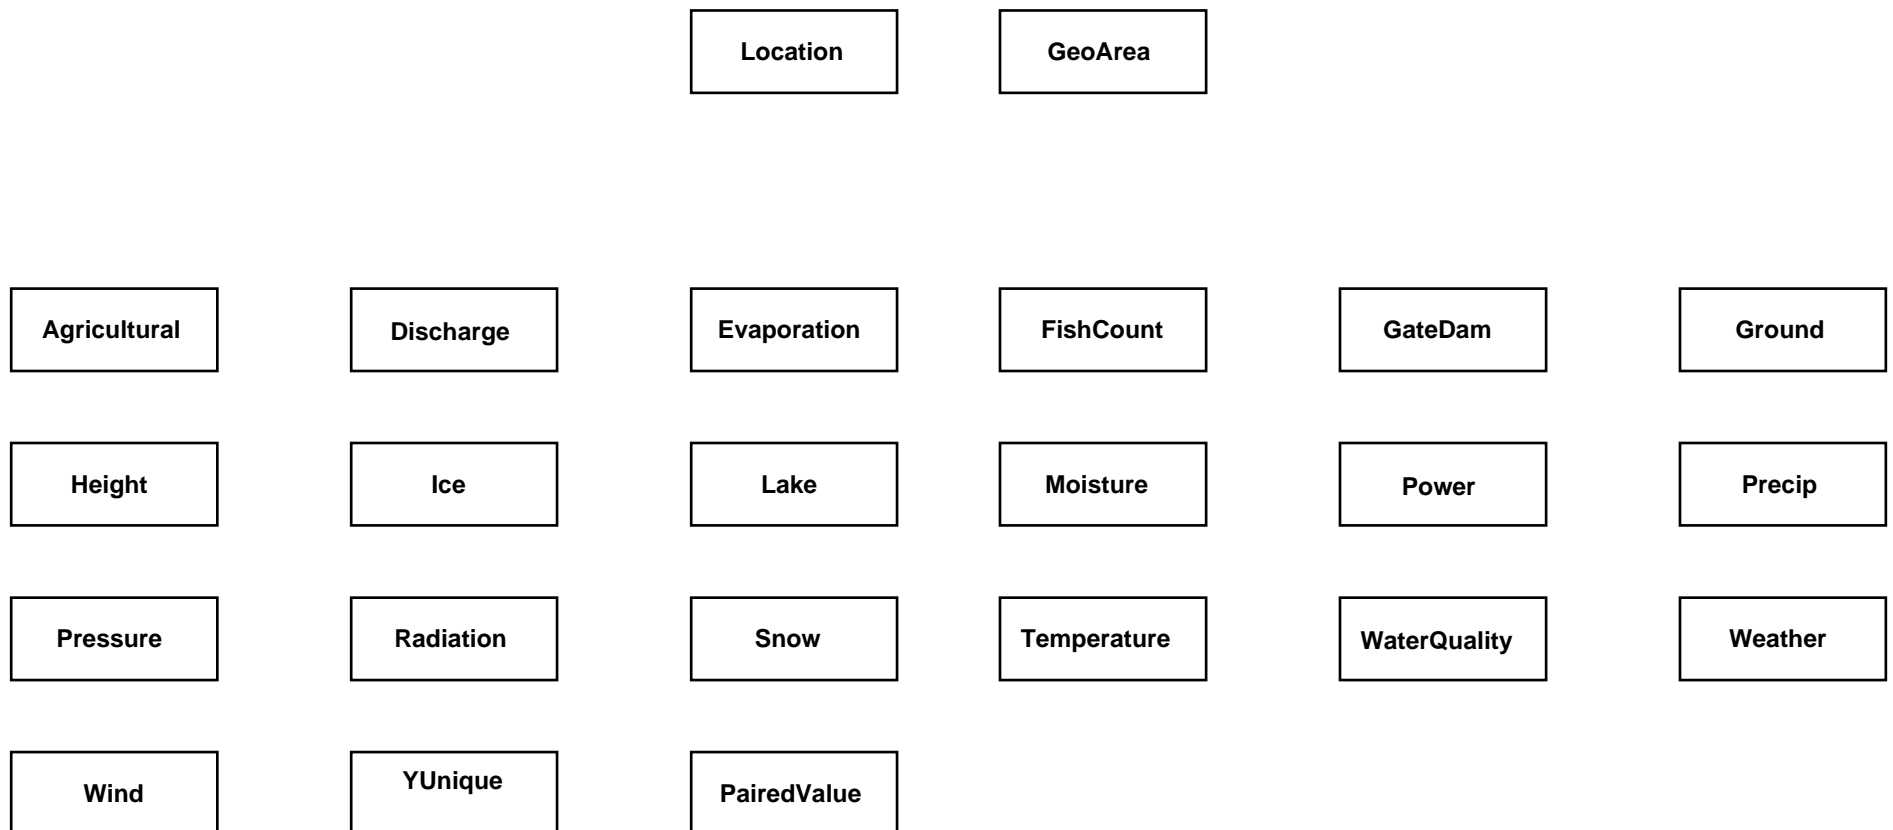 Location GeoArea
Agricultural Discharge Evaporation FishCount GateDam Ground
Height Ice Lake Moisture Power Precip
Pressure Radiation Snow Temperature WaterQuality Weather
Wind YUnique PairedValue